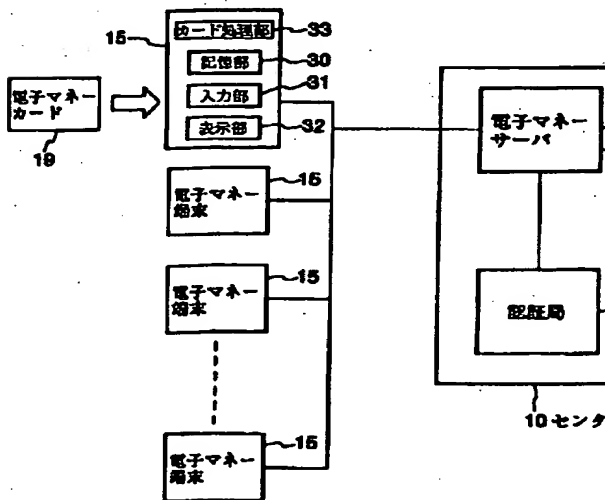 15
カード処理部
33
記憶部
30
入力部
31
表示部
32
電子マネー
カード
19
電子マネー
端末
15
電子マネー
端末
15
電子マネー
端末
15
電子マネー
サーバ
認証局
10 センタ